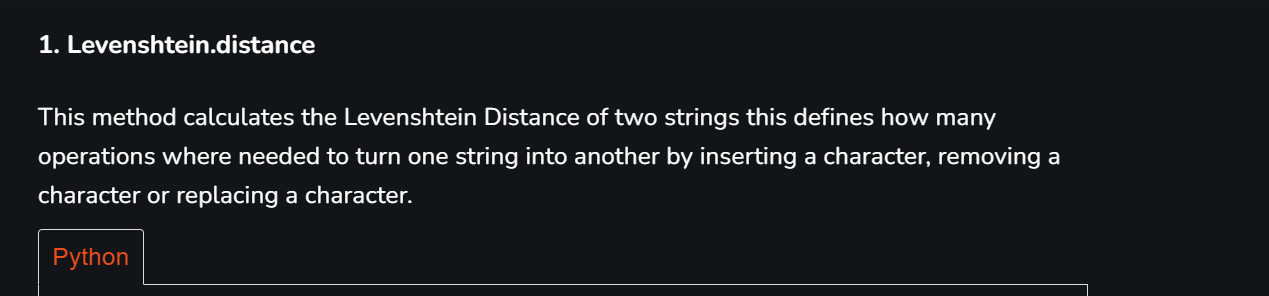 1. Levenshtein.distance
This method calculates the Levenshtein Distance of two strings this defines how many
operations where needed to turn one string into another by inserting a character, removing a
character or replacing a character.
Python